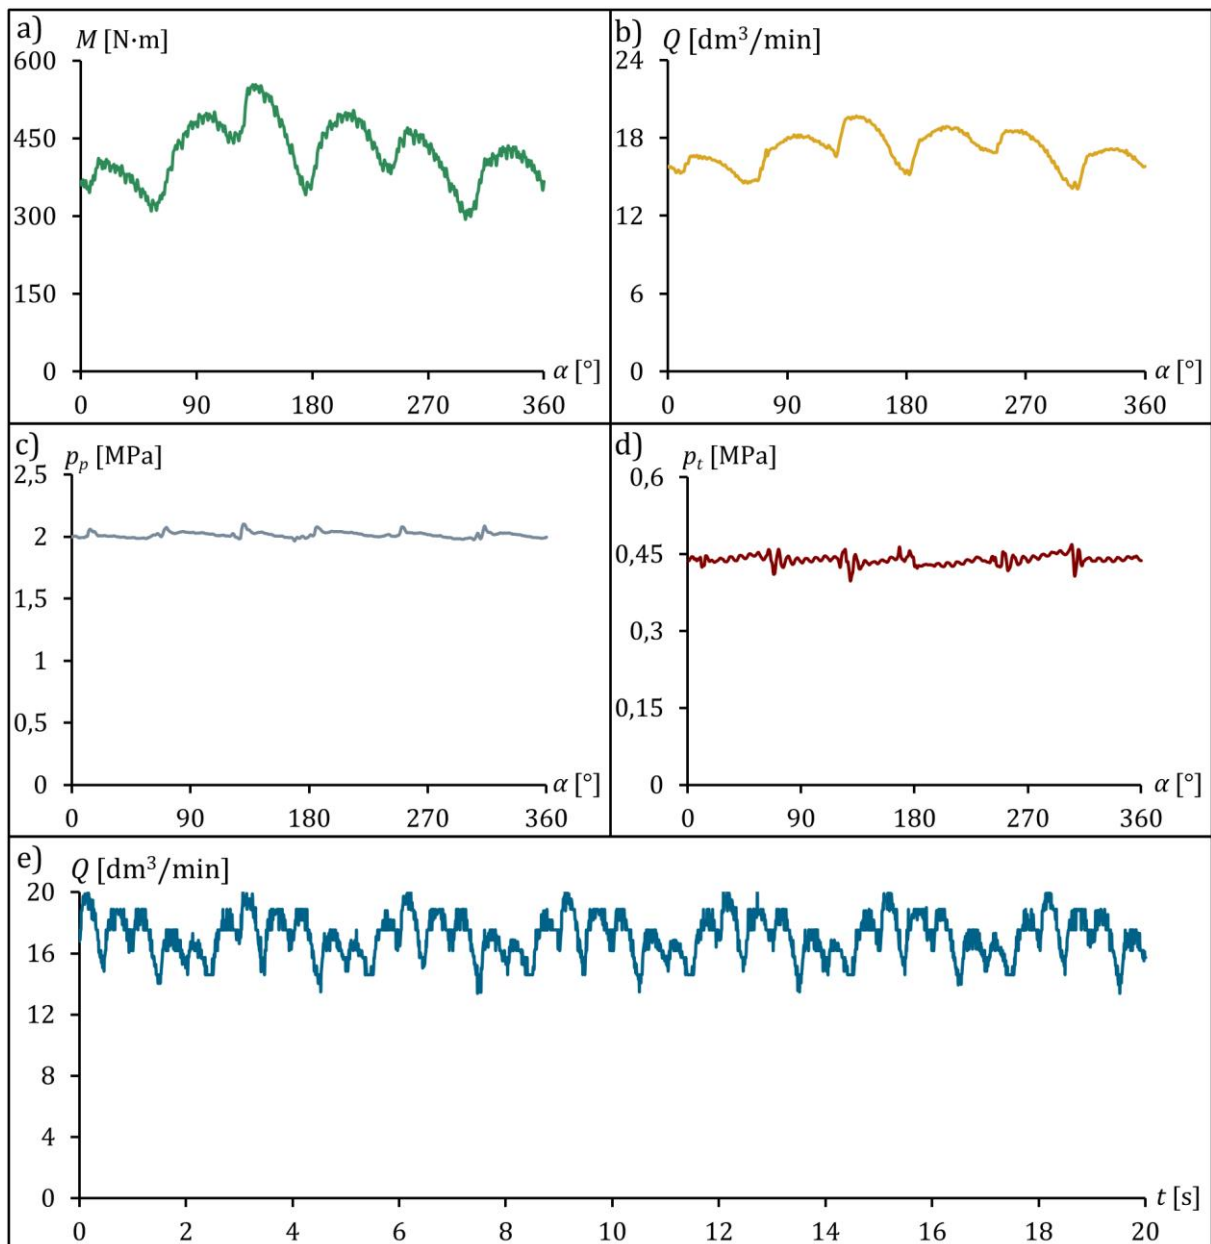 a) M [N·m]
600
450
300
150
0
α [°]
0 90 180 270 360
b) Q [dm³/min]
24
18
12
6
0
α [°]
0 90 180 270 360
c) pₚ [MPa]
2,5
2
1,5
1
0,5
0
α [°]
0 90 180 270 360
d) pₜ [MPa]
0,6
0,45
0,3
0,15
0
α [°]
0 90 180 270 360
e) Q [dm³/min]
20
16
12
8
4
0
t [s]
0 2 4 6 8 10 12 14 16 18 20